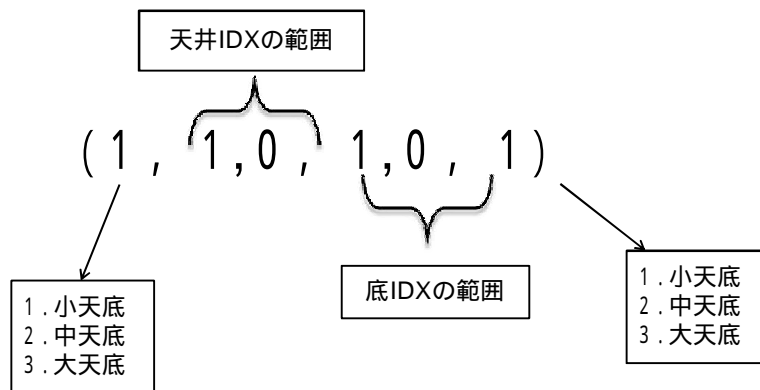 天井IDXの範囲
(1, 1,0, 1,0, 1)
底IDXの範囲
1.小天底
2.中天底
3.大天底
1.小天底
2.中天底
3.大天底